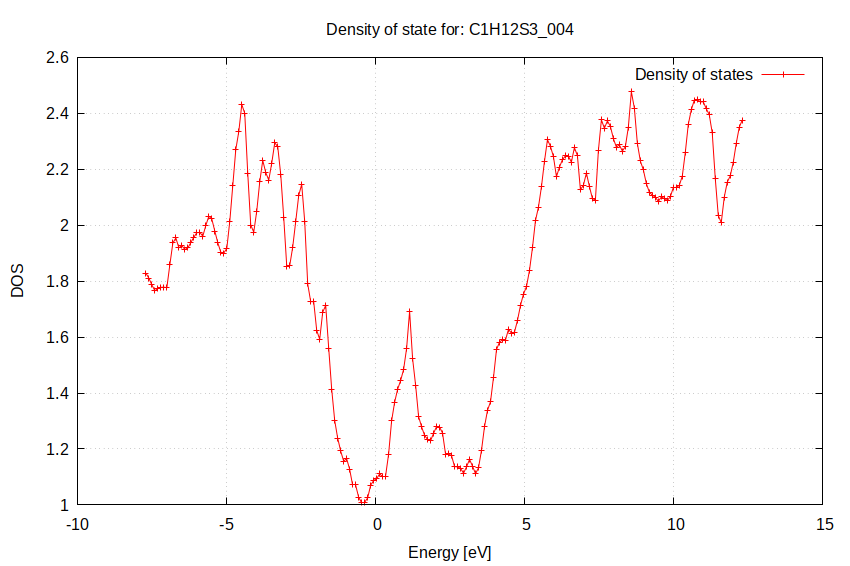 Density of state for: C1H12S3_004
2.6
2.4
2.2
2
1.8
1.6
1.4
1.2
1
Density of states
DOS
-10 -5 0 5 10 15
Energy [eV]